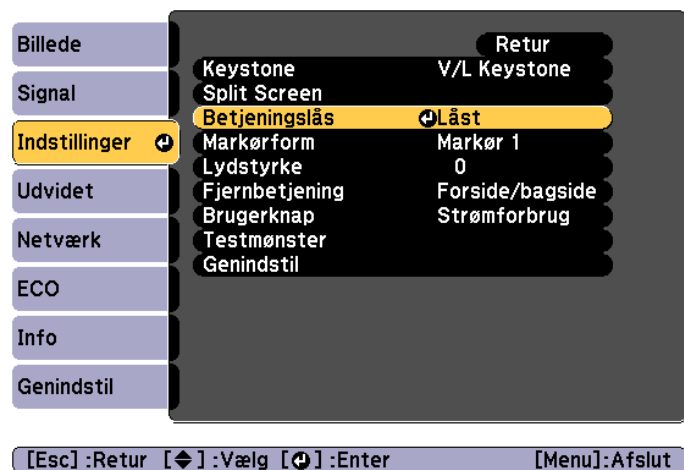 Billede
Signal
Indstillinger
Udvidet
Netværk
ECO
Info
Genindstil
Retur
Keystone V/L Keystone
Split Screen
Betjeningslås Låst
Markørform Markør 1
Lydstyrke 0
Fjernbetjening Forside/bagside
Brugerknap Strømforbrug
Testmønster
Genindstil
[Esc] :Retur [◆] :Vælg [⏎] :Enter [Menu]:Afslut